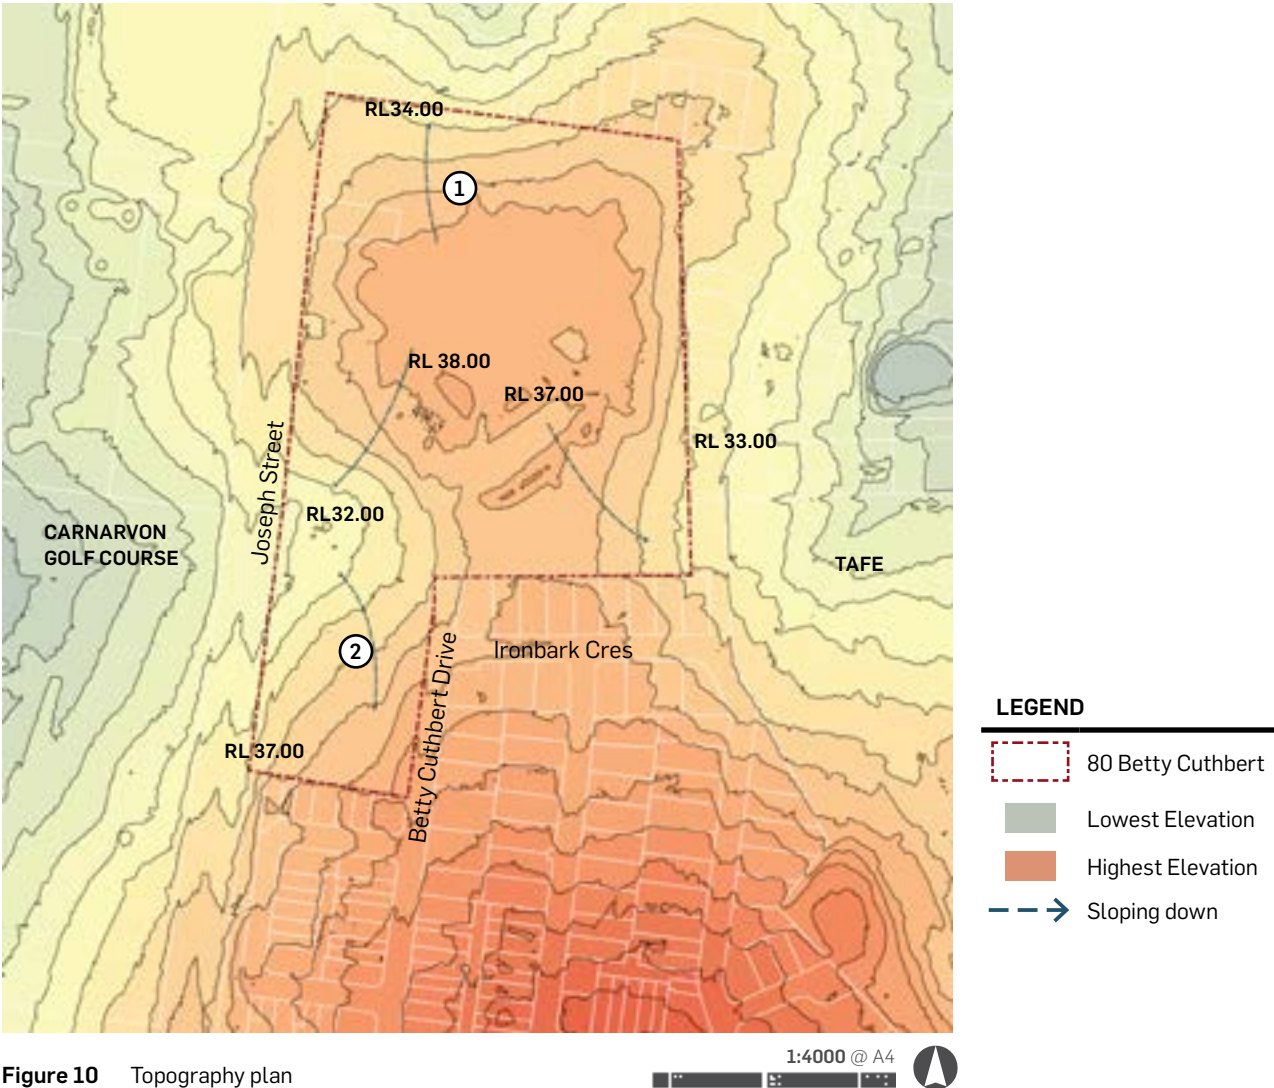 RL34.00
1
RL 38.00
RL 37.00
Joseph Street
RL 33.00
RL32.00
CARNARVON
GOLF COURSE
TAFE
2
Ironbark Cres
Betty Cuthbert Drive
RL 37.00
LEGEND
80 Betty Cuthbert
Lowest Elevation
Highest Elevation
Sloping down
Figure 10 Topography plan
1:4000 @ A4